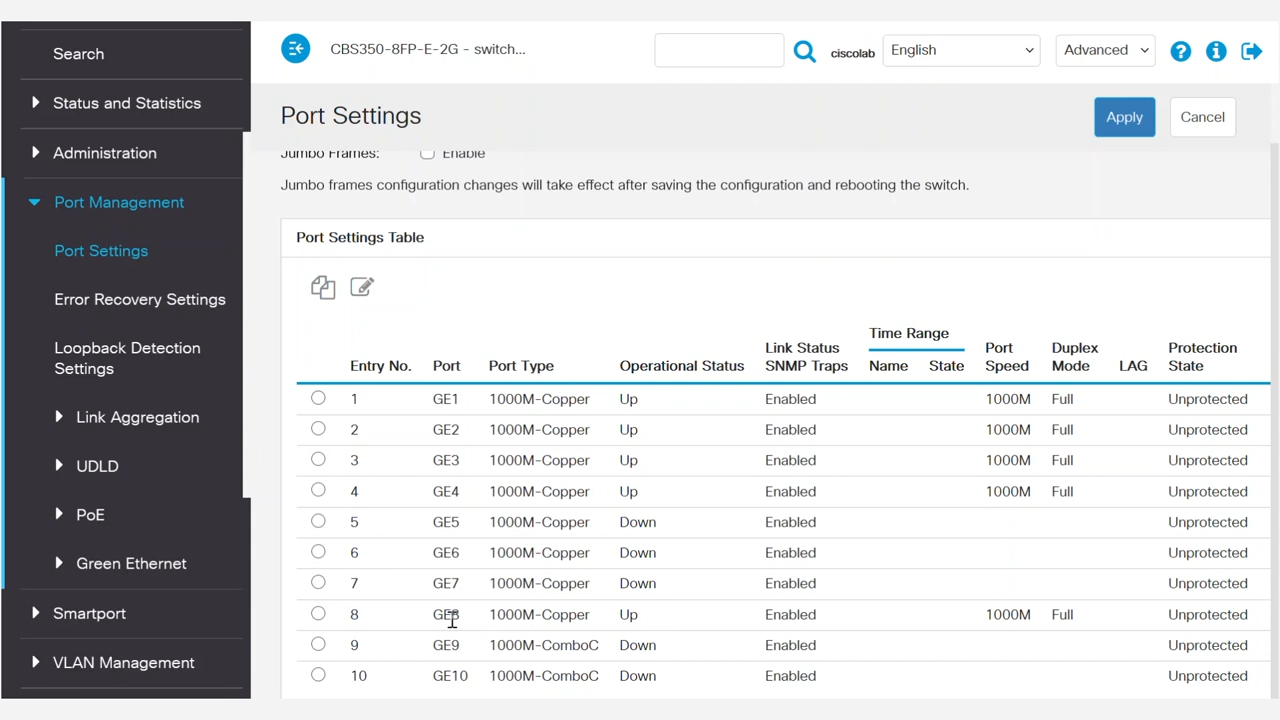 Search
Status and Statistics
Administration
Port Management
Port Settings
Error Recovery Settings
Loopback Detection
Settings
Link Aggregation
UDLD
PoE
Green Ethernet
Smartport
VLAN Management
CBS350-8FP-E-2G - switch...
ciscolab
English
Advanced
Port Settings
Apply
Cancel
Jumbo Frames: Enable
Jumbo frames configuration changes will take effect after saving the configuration and rebooting the switch.
Port Settings Table
Entry No. Port Port Type Operational Status Link Status SNMP Traps Time Range Name State Port Speed Duplex Mode LAG Protection State
1 GE1 1000M-Copper Up Enabled 1000M Full Unprotected
2 GE2 1000M-Copper Up Enabled 1000M Full Unprotected
3 GE3 1000M-Copper Up Enabled 1000M Full Unprotected
4 GE4 1000M-Copper Up Enabled 1000M Full Unprotected
5 GE5 1000M-Copper Down Enabled Unprotected
6 GE6 1000M-Copper Down Enabled Unprotected
7 GE7 1000M-Copper Down Enabled Unprotected
8 GE8 1000M-Copper Up Enabled 1000M Full Unprotected
9 GE9 1000M-ComboC Down Enabled Unprotected
10 GE10 1000M-ComboC Down Enabled Unprotected